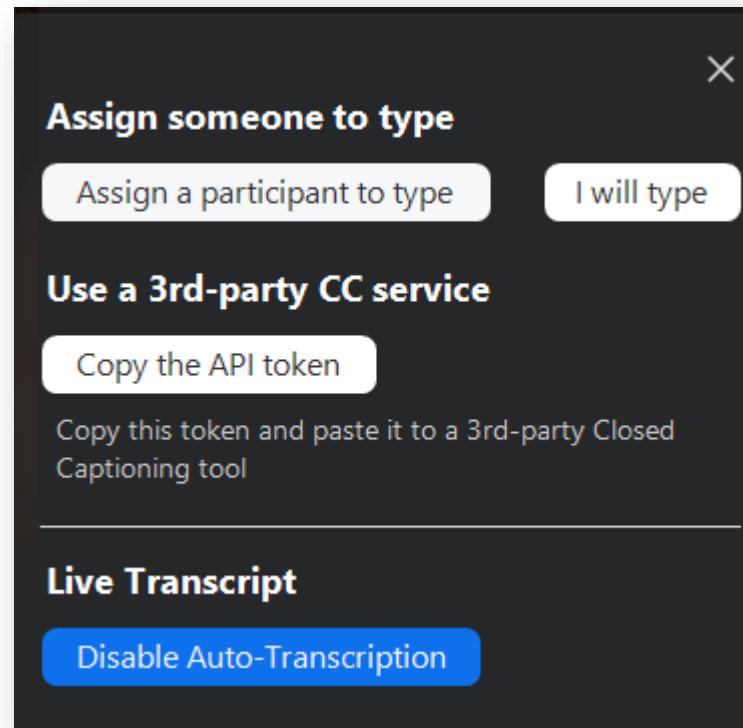 Assign someone to type
Assign a participant to type I will type
Use a 3rd-party CC service
Copy the API token
Copy this token and paste it to a 3rd-party Closed
Captioning tool
Live Transcript
Disable Auto-Transcription